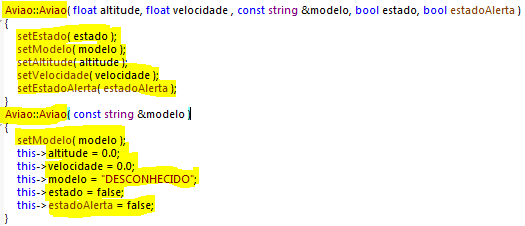 Aviao::Aviao( float altitude, float velocidade , const string &modelo, bool estado, bool estadoAlerta )
{
setEstado( estado );
setModelo( modelo );
setAltitude( altitude );
setVelocidade( velocidade );
setEstadoAlerta( estadoAlerta );
}
Aviao::Aviao( const string &modelo )
{
setModelo( modelo );
this->altitude = 0.0;
this->velocidade = 0.0;
this->modelo = "DESCONHECIDO";
this->estado = false;
this->estadoAlerta = false;
}